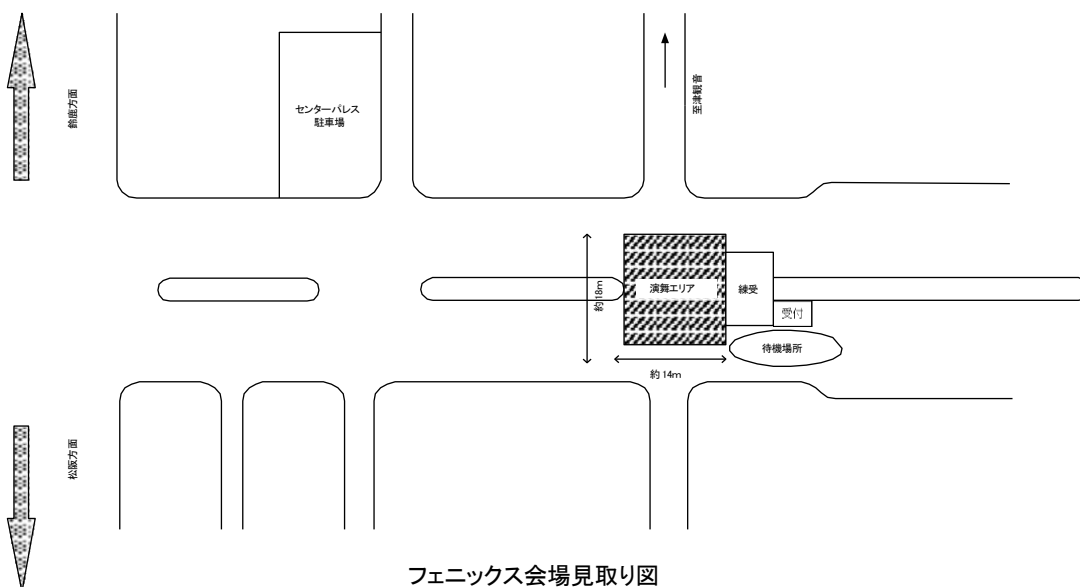 鈴鹿方面
センターパレス
駐車場
至津観音
約18m
演舞エリア
練受
受付
待機場所
約14m
松阪方面
フェニックス会場見取り図